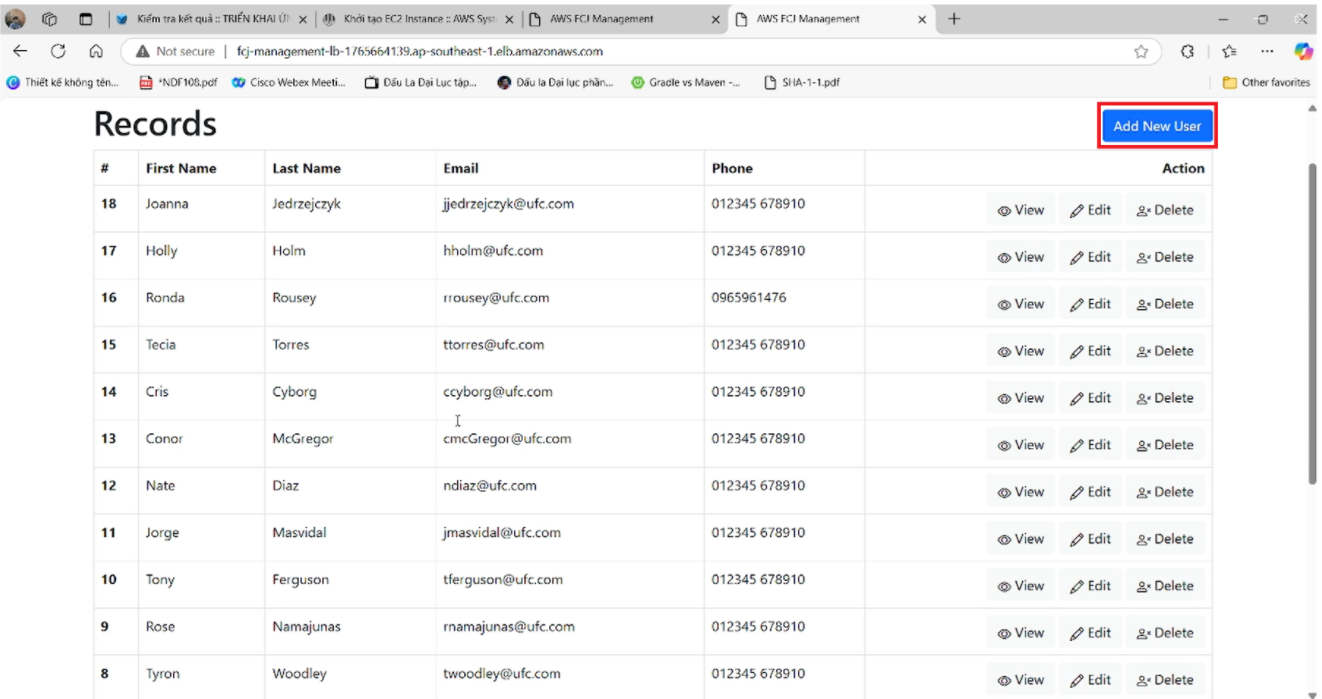 Kiểm tra kết quả :: TRIỂN KHAI Ứ
Khởi tạo EC2 Instance :: AWS Syst
AWS FCJ Management
AWS FCJ Management
Not secure | fcj-management-lb-1765664139.ap-southeast-1.elb.amazonaws.com
Thiết kế không tên... *NDF108.pdf Cisco Webex Meeti... Đấu La Đại Lục tập... Đấu la Đại lục phần... Gradle vs Maven -... SHA-1-1.pdf Other favorites
Records
Add New User
# First Name Last Name Email Phone Action
18 Joanna Jedrzejczyk jjedrzejczyk@ufc.com 012345 678910 View Edit Delete
17 Holly Holm hholm@ufc.com 012345 678910 View Edit Delete
16 Ronda Rousey rrousey@ufc.com 0965961476 View Edit Delete
15 Tecia Torres ttorres@ufc.com 012345 678910 View Edit Delete
14 Cris Cyborg ccyborg@ufc.com 012345 678910 View Edit Delete
13 Conor McGregor cmcGregor@ufc.com 012345 678910 View Edit Delete
12 Nate Diaz ndiaz@ufc.com 012345 678910 View Edit Delete
11 Jorge Masvidal jmasvidal@ufc.com 012345 678910 View Edit Delete
10 Tony Ferguson tferguson@ufc.com 012345 678910 View Edit Delete
9 Rose Namajunas rnamajunas@ufc.com 012345 678910 View Edit Delete
8 Tyron Woodley twoodley@ufc.com 012345 678910 View Edit Delete